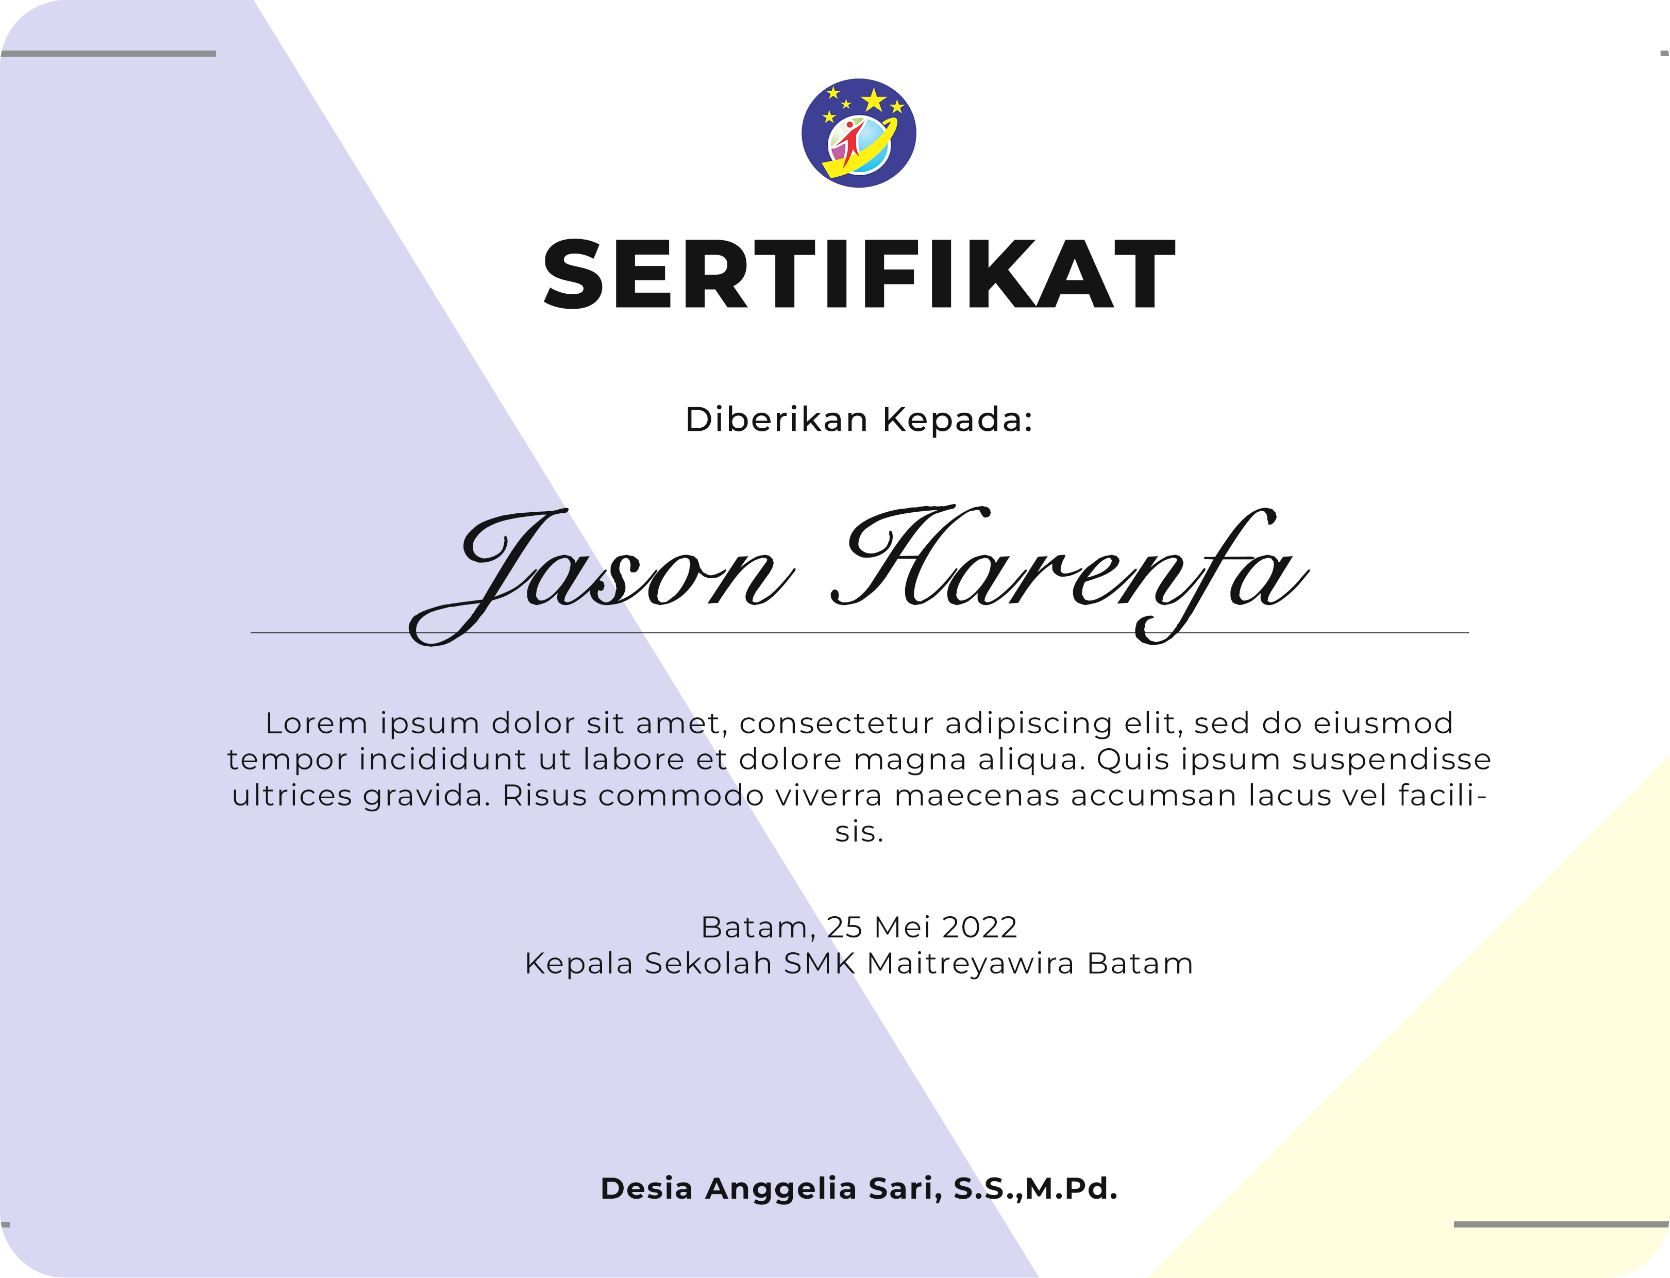 SERTIFIKAT
Diberikan Kepada:
Jason Harenfa
Lorem ipsum dolor sit amet, consectetur adipiscing elit, sed do eiusmod
tempor incididunt ut labore et dolore magna aliqua. Quis ipsum suspendisse
ultrices gravida. Risus commodo viverra maecenas accumsan lacus vel facili-
sis.
Batam, 25 Mei 2022
Kepala Sekolah SMK Maitreyawira Batam
Desia Anggelia Sari, S.S.,M.Pd.